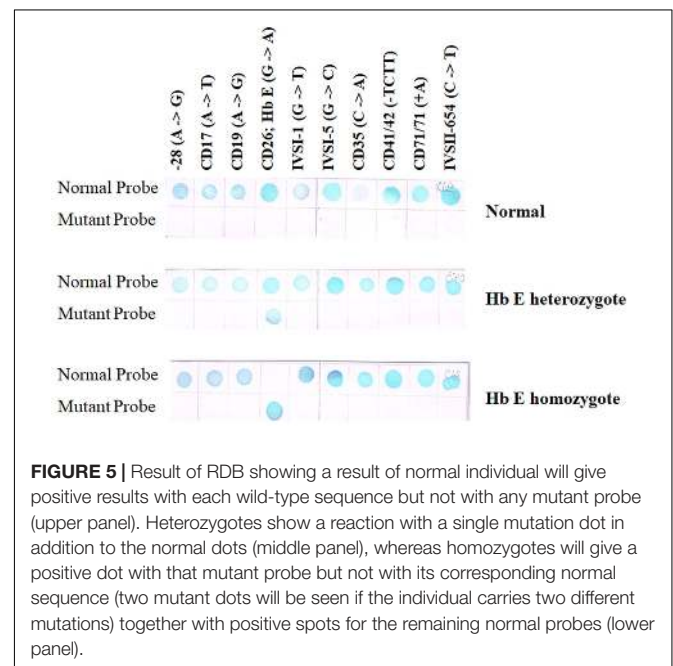 -28 (A -> G)
CD17 (A -> T)
CD19 (A -> G)
CD26; Hb E (G -> A)
IVSI-1 (G -> T)
IVSI-5 (G -> C)
CD35 (C -> A)
CD41/42 (-TCTT)
CD71/71 (+A)
IVSII-654 (C -> T)
Normal Probe
Mutant Probe
Normal
Normal Probe
Mutant Probe
Hb E heterozygote
Normal Probe
Mutant Probe
Hb E homozygote
FIGURE 5 | Result of RDB showing a result of normal individual will give
positive results with each wild-type sequence but not with any mutant probe
(upper panel). Heterozygotes show a reaction with a single mutation dot in
addition to the normal dots (middle panel), whereas homozygotes will give a
positive dot with that mutant probe but not with its corresponding normal
sequence (two mutant dots will be seen if the individual carries two different
mutations) together with positive spots for the remaining normal probes (lower
panel).